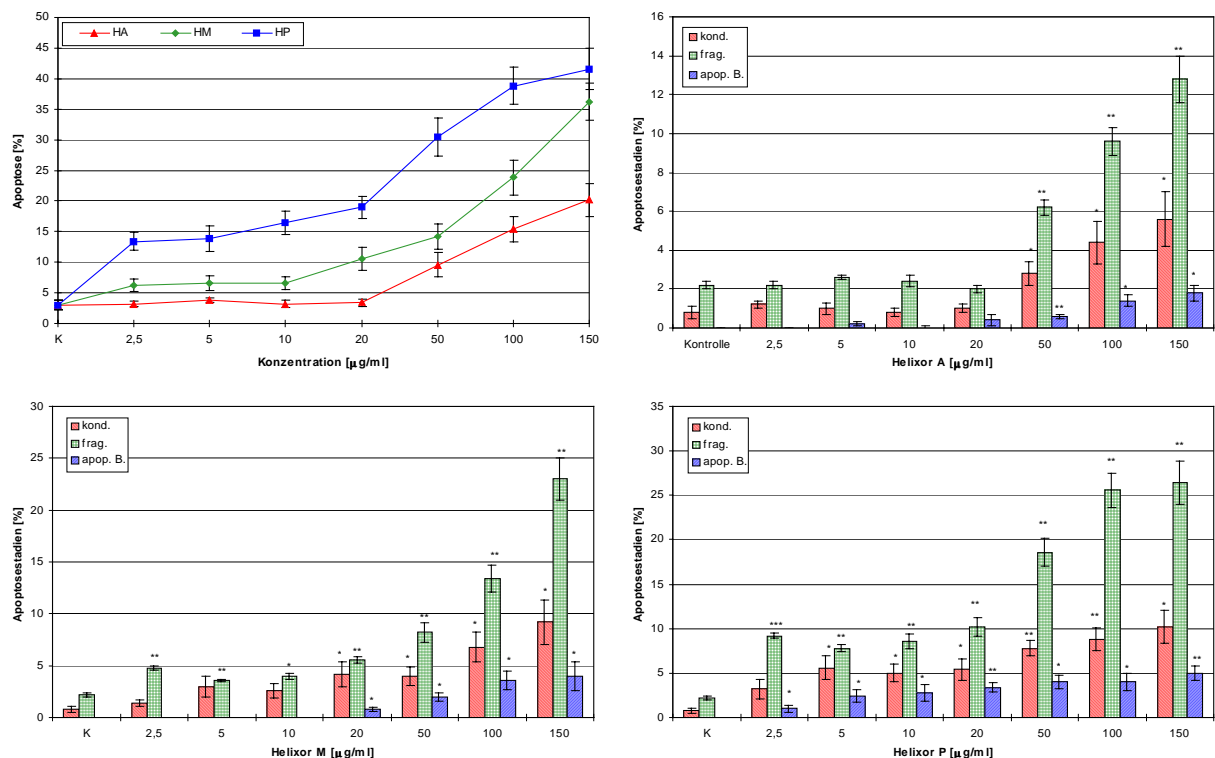 HA HM HP
50
45
40
35
30
25
20
15
10
5
0
Apoptose [%]
K 2,5 5 10 20 50 100 150
Konzentration [µg/ml]
kond.
frag.
apop. B.
16
14
12
10
8
6
4
2
0
Apoptosestadien [%]
* ** ** * ** * * ** * *
Kontrolle 2,5 5 10 20 50 100 150
Helixor A [µg/ml]
kond.
frag.
apop. B.
30
25
20
15
10
5
0
Apoptosestadien [%]
** ** * * ** * * ** * * ** * * ** *
K 2,5 5 10 20 50 100 150
Helixor M [µg/ml]
kond.
frag.
apop. B.
35
30
25
20
15
10
5
0
Apoptosestadien [%]
*** * * ** * * ** * * ** ** ** ** * ** ** * * ** **
K 2,5 5 10 20 50 100 150
Helixor P [µg/ml]